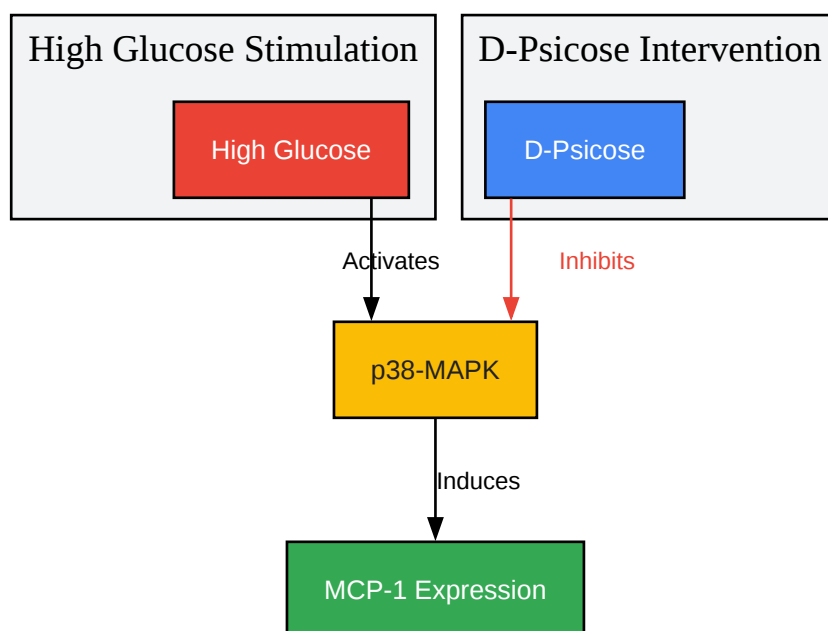 High Glucose Stimulation
D-Psicose Intervention
High Glucose
D-Psicose
Activates
Inhibits
p38-MAPK
Induces
MCP-1 Expression